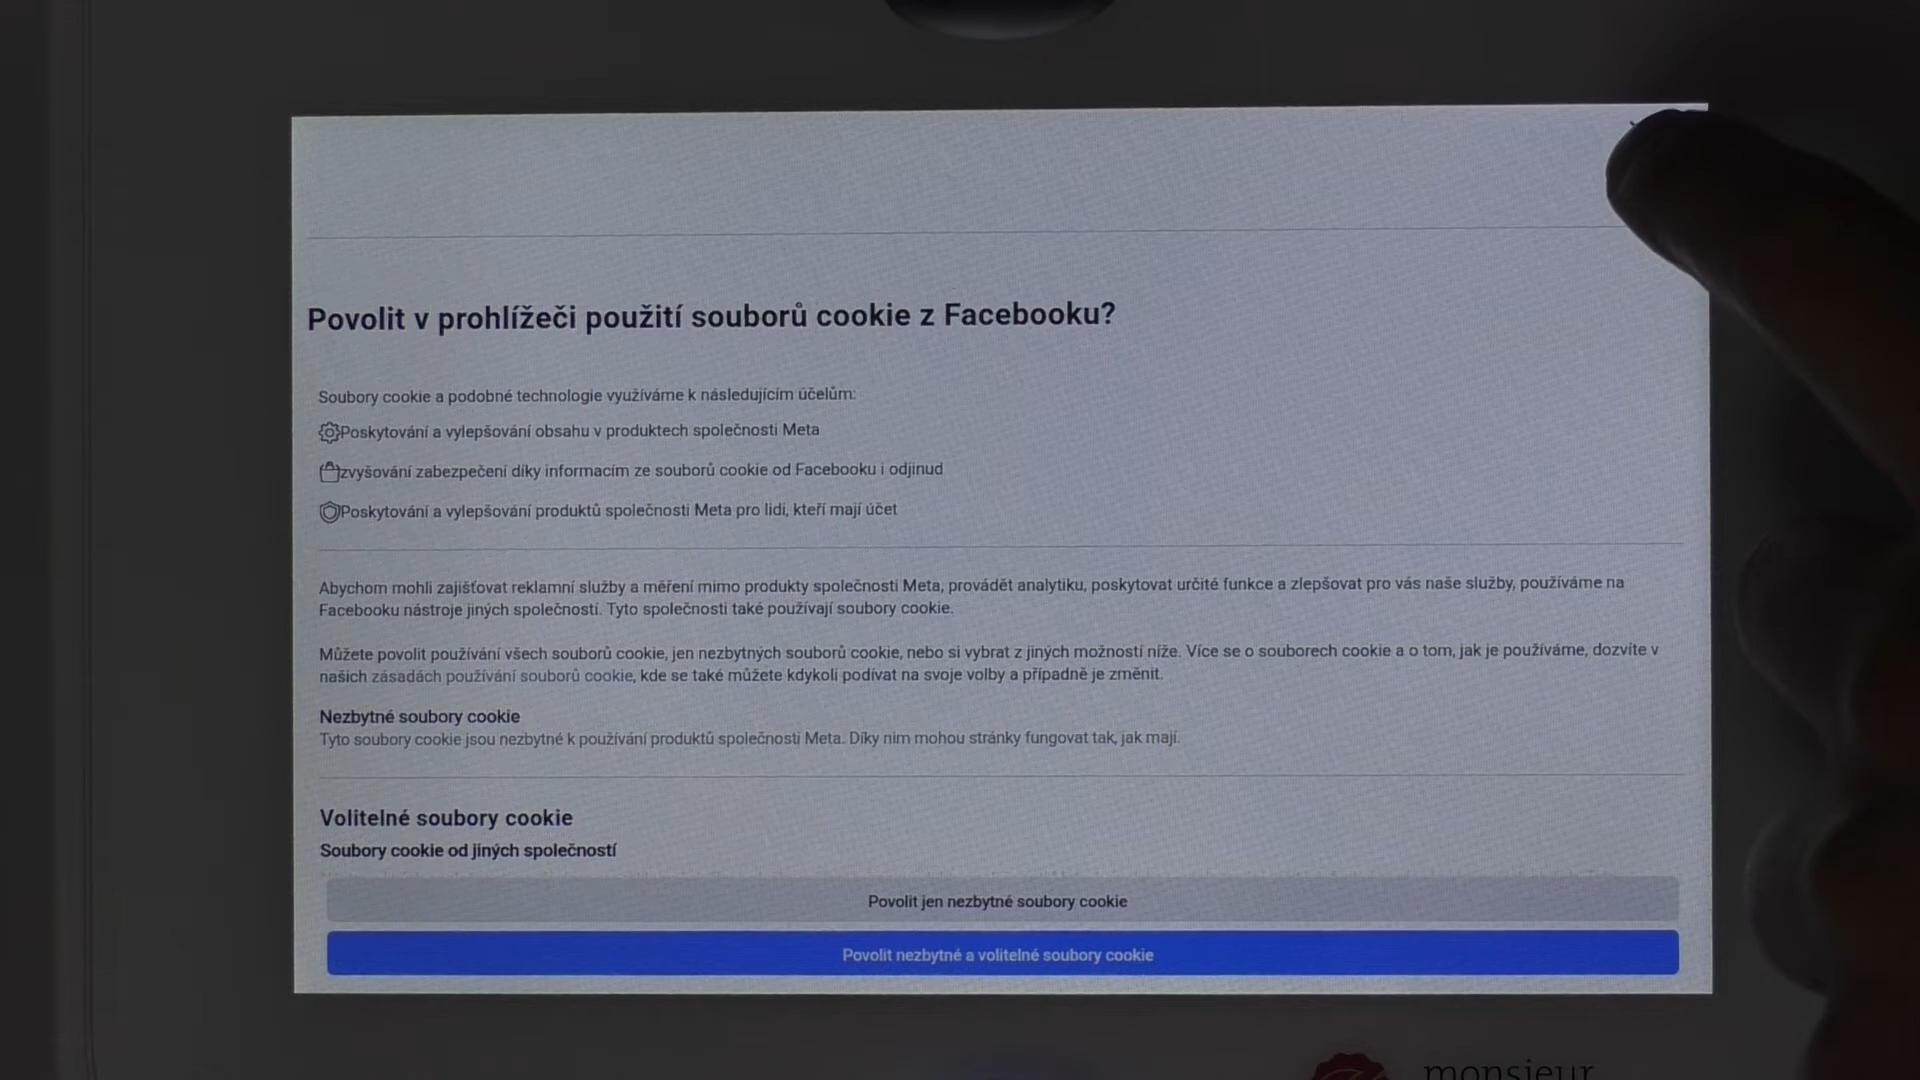 Povolit v prohlížeči použití souborů cookie z Facebooku?
Soubory cookie a podobné technologie využíváme k následujícím účelům:
Poskytování a vylepšování obsahu v produktech společnosti Meta
zvyšování zabezpečení díky informacím ze souborů cookie od Facebooku i odjinud
Poskytování a vylepšování produktů společnosti Meta pro lidi, kteří mají účet
Abychom mohli zajišťovat reklamní služby a měření mimo produkty společnosti Meta, provádět analytiku, poskytovat určité funkce a zlepšovat pro vás naše služby, používáme na
Facebooku nástroje jiných společností. Tyto společnosti také používají soubory cookie.
Můžete povolit používání všech souborů cookie, jen nezbytných souborů cookie, nebo si vybrat z jiných možností níže. Více se o souborech cookie a o tom, jak je používáme, dozvíte v
našich zásadách používání souborů cookie, kde se také můžete kdykoli podívat na svoje volby a případně je změnit.
Nezbytné soubory cookie
Tyto soubory cookie jsou nezbytné k používání produktů společnosti Meta. Díky nim mohou stránky fungovat tak, jak mají.
Volitelné soubory cookie
Soubory cookie od jiných společností
Povolit jen nezbytné soubory cookie
Povolit nezbytné a volitelné soubory cookie
monsieur